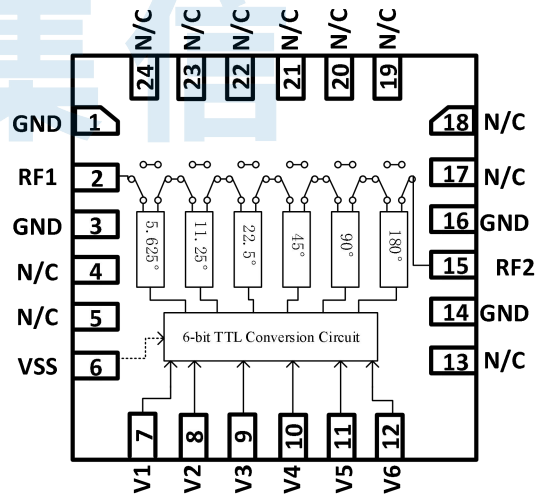 集信
N/C N/C N/C N/C N/C N/C
24 23 22 21 20 19
GND 1
18 N/C
RF1 2
17 N/C
GND 3
16 GND
N/C 4
15 RF2
N/C 5
14 GND
VSS 6
13 N/C
5.625° 11.25° 22.5° 45° 90° 180°
6-bit TTL Conversion Circuit
7 8 9 10 11 12
V1 V2 V3 V4 V5 V6